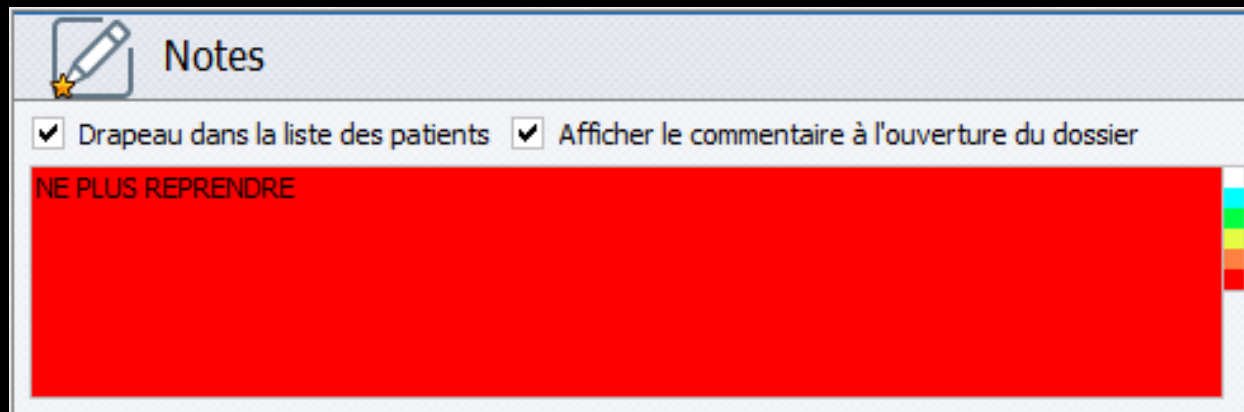 Notes
Drapeau dans la liste des patients Afficher le commentaire à l'ouverture du dossier
NE PLUS REPRENDRE